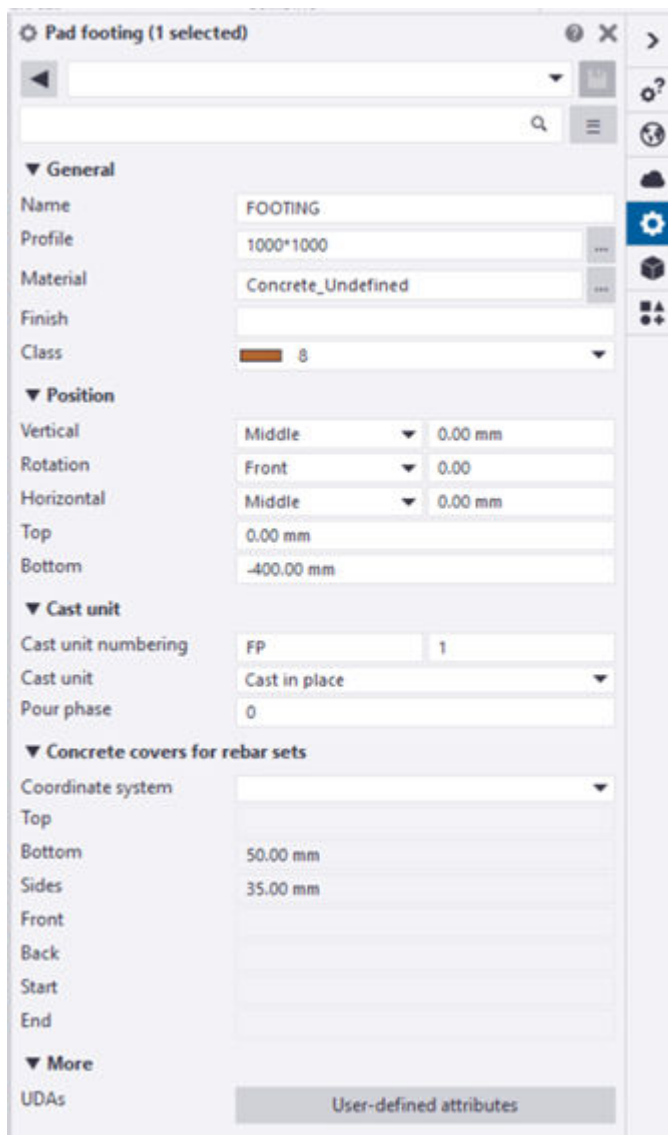 Pad footing (1 selected)
General
Name FOOTING
Profile 1000*1000 ...
Material Concrete_Undefined ...
Finish
Class 8
Position
Vertical Middle 0.00 mm
Rotation Front 0.00
Horizontal Middle 0.00 mm
Top 0.00 mm
Bottom -400.00 mm
Cast unit
Cast unit numbering FP 1
Cast unit Cast in place
Pour phase 0
Concrete covers for rebar sets
Coordinate system
Top
Bottom 50.00 mm
Sides 35.00 mm
Front
Back
Start
End
More
UDAs User-defined attributes